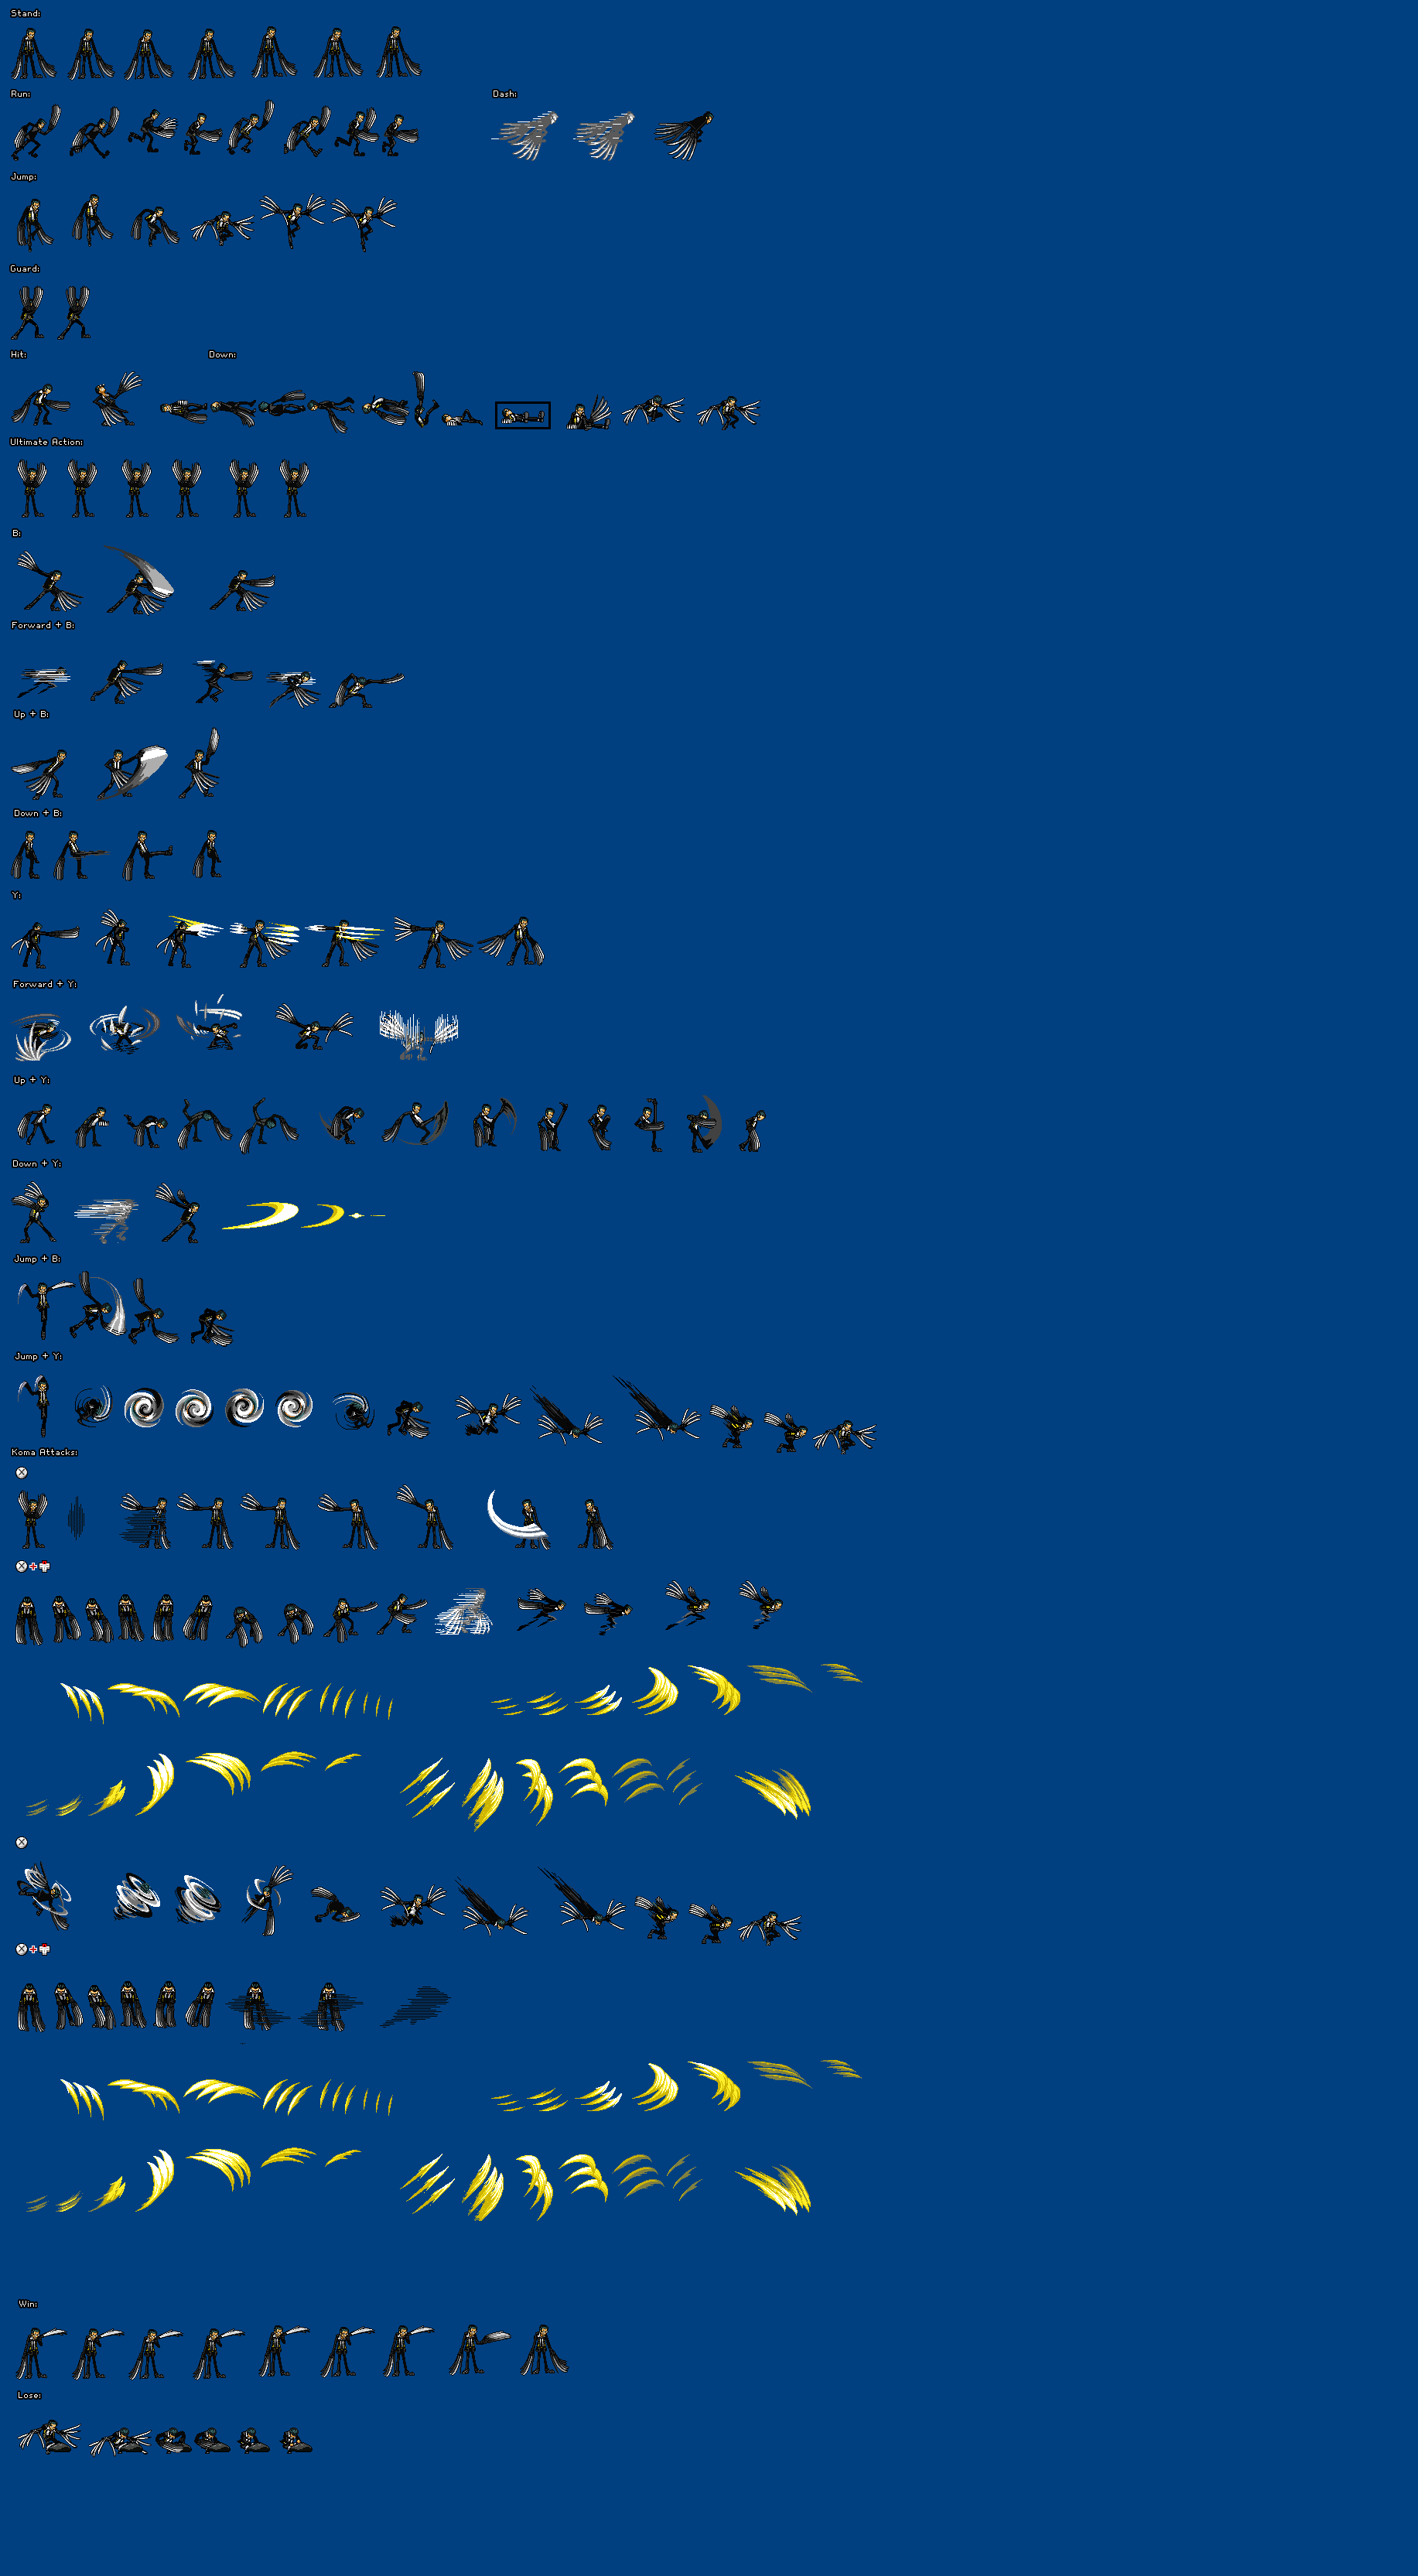 Stand:
Run:
Dash:
Jump:
Guard:
Hit:
Down:
Ultimate Action:
B:
Forward + B:
Up + B:
Down + B:
Y:
Forward + Y:
Up + Y:
Down + Y:
Jump + B:
Jump + Y:
Koma Attacks:
X
X+
X
X+
Win:
Lose: